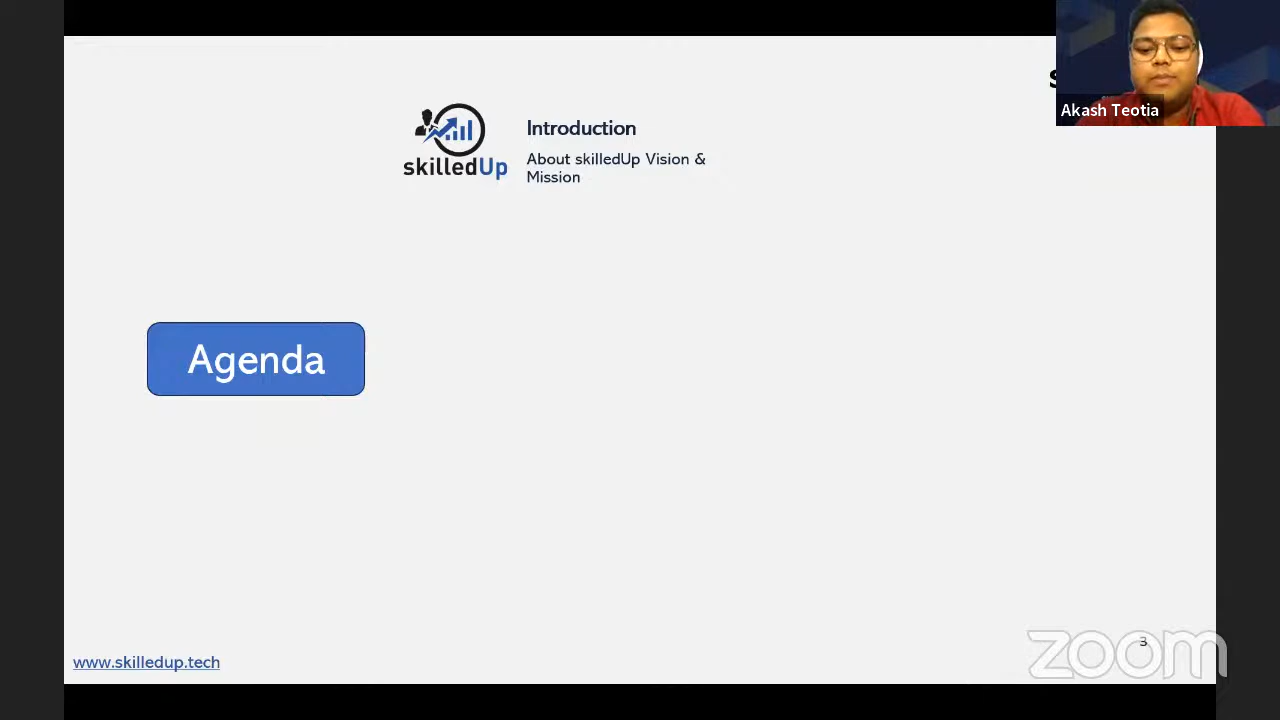 Akash Teotia
skilledUp
Introduction
About skilledUp Vision &
Mission
Agenda
www.skilledup.tech
3
zoom